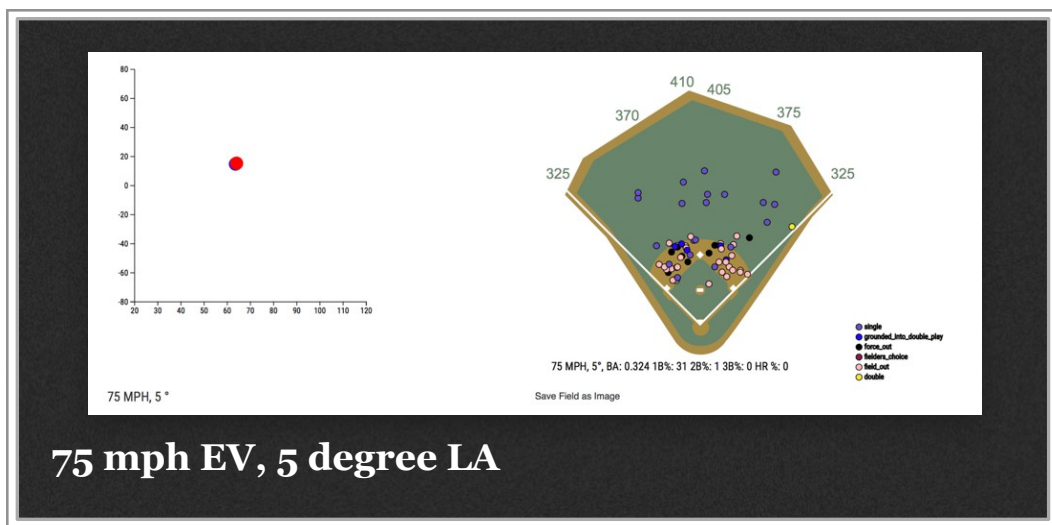 80
60
40
20
0
-20
-40
-60
-80
20 30 40 50 60 70 80 90 100 110 120
75 MPH, 5 °
410 405
370 375
325 325
75 MPH, 5°, BA: 0.324 1B%: 31 2B%: 1 3B%: 0 HR %: 0
Save Field as Image
single
grounded_into_double_play
force_out
fielders_choice
field_out
double
75 mph EV, 5 degree LA